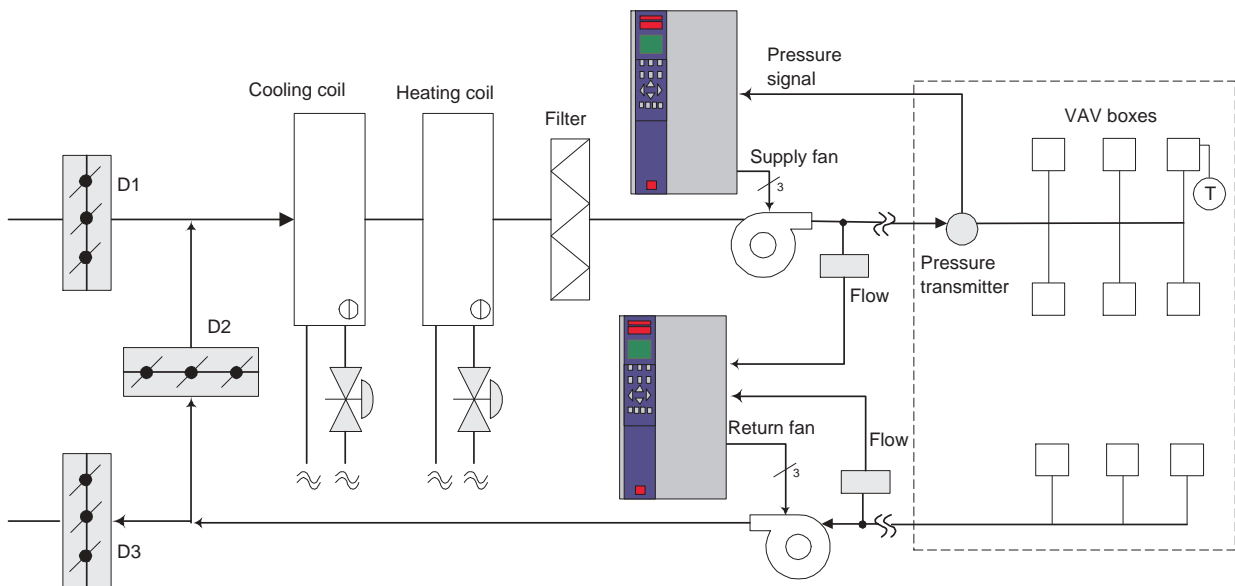 Pressure
signal
Cooling coil
Heating coil
Filter
VAV boxes
Supply fan
3
D1
T
Pressure
transmitter
Flow
D2
Return fan
Flow
3
D3